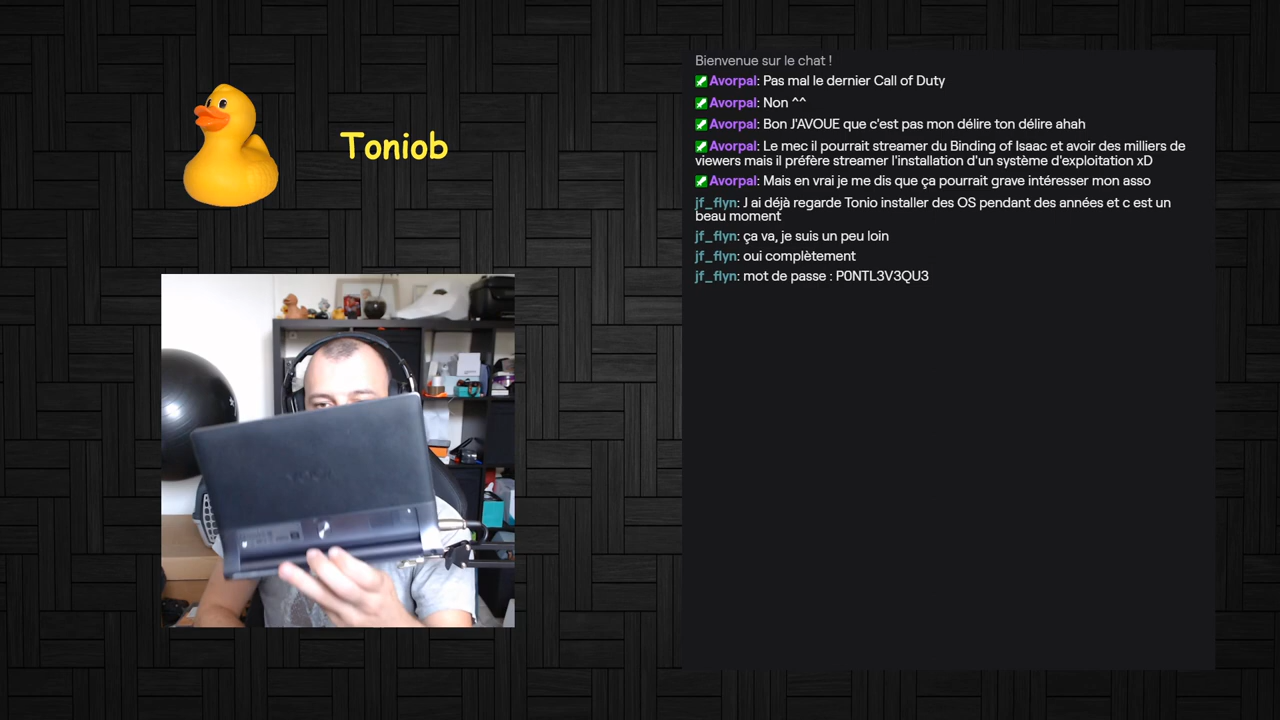 Toniob
Bienvenue sur le chat !
Avorpal: Pas mal le dernier Call of Duty
Avorpal: Non ^^
Avorpal: Bon J'AVOUE que c'est pas mon délire ton délire ahah
Avorpal: Le mec il pourrait streamer du Binding of Isaac et avoir des milliers de
viewers mais il préfère streamer l'installation d'un système d'exploitation xD
Avorpal: Mais en vrai je me dis que ça pourrait grave intéresser mon asso
jf_flyn: J ai déjà regarde Tonio installer des OS pendant des années et c est un
beau moment
jf_flyn: ça va, je suis un peu loin
jf_flyn: oui complètement
jf_flyn: mot de passe : P0NTL3V3QU3